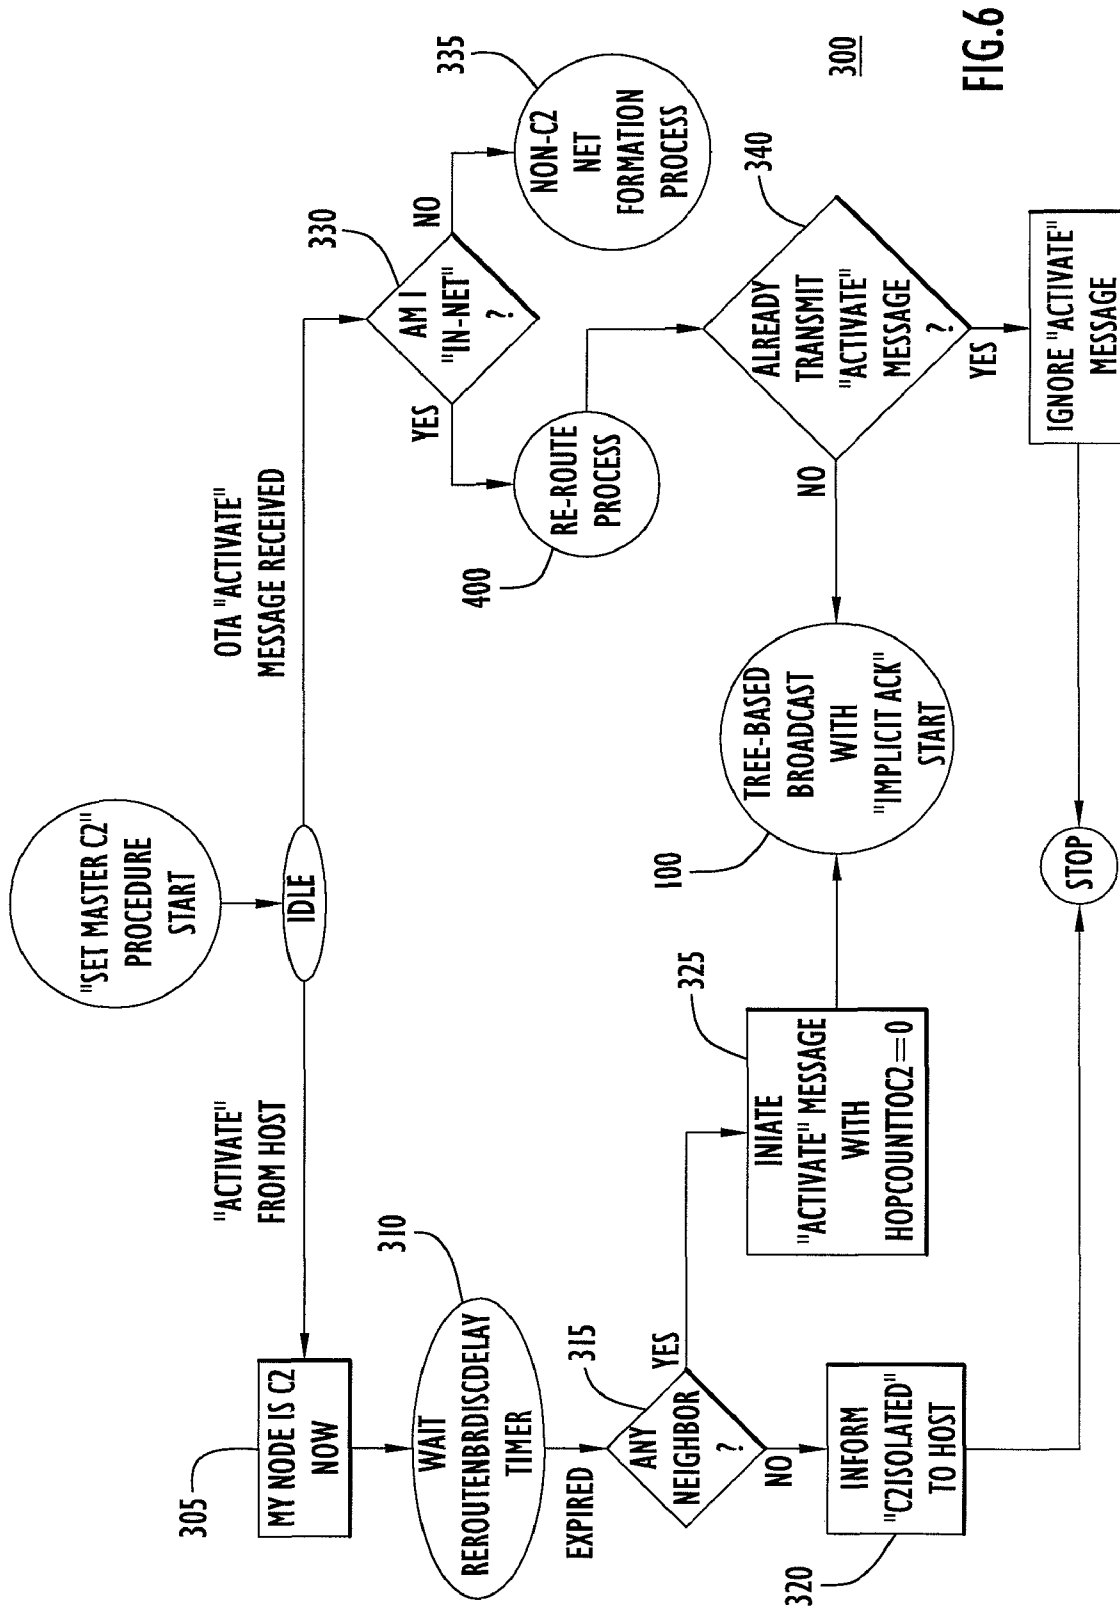 "SET MASTER C2"
PROCEDURE
START
IDLE
"ACTIVATE"
FROM HOST
OTA "ACTIVATE"
MESSAGE RECEIVED
305
MY NODE IS C2
NOW
310
WAIT
REROUTENBRDISCDELAY
TIMER
EXPIRED
315
ANY
NEIGHBOR
?
YES
NO
INFORM
"C2ISOLATED"
TO HOST
320
325
INIATE
"ACTIVATE" MESSAGE
WITH
HOPCOUNTTOC2==0
100
TREE-BASED
BROADCAST
WITH
"IMPLICIT ACK"
START
330
AM I
"IN-NET"
?
YES
NO
335
NON-C2
NET
FORMATION
PROCESS
RE-ROUTE
PROCESS
400
340
ALREADY
TRANSMIT
"ACTIVATE"
MESSAGE
?
NO
YES
IGNORE "ACTIVATE"
MESSAGE
STOP
300
FIG.6